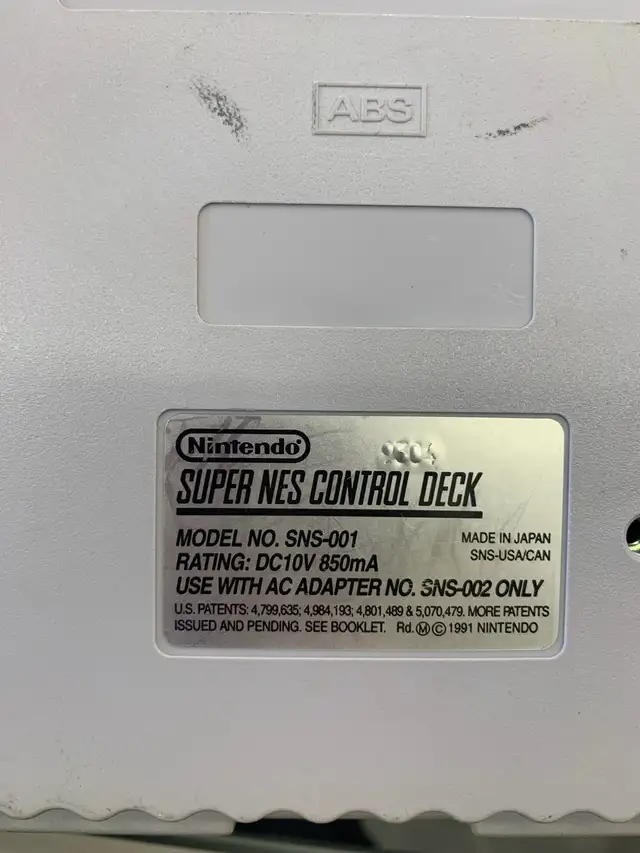 ABS
Nintendo
9304
SUPER NES CONTROL DECK
MODEL NO. SNS-001
MADE IN JAPAN
RATING: DC10V 850mA
SNS-USA/CAN
USE WITH AC ADAPTER NO. SNS-002 ONLY
U.S. PATENTS: 4,799,635; 4,984,193; 4,801,489 & 5,070,479. MORE PATENTS
ISSUED AND PENDING. SEE BOOKLET. Rd.Ⓜ© 1991 NINTENDO